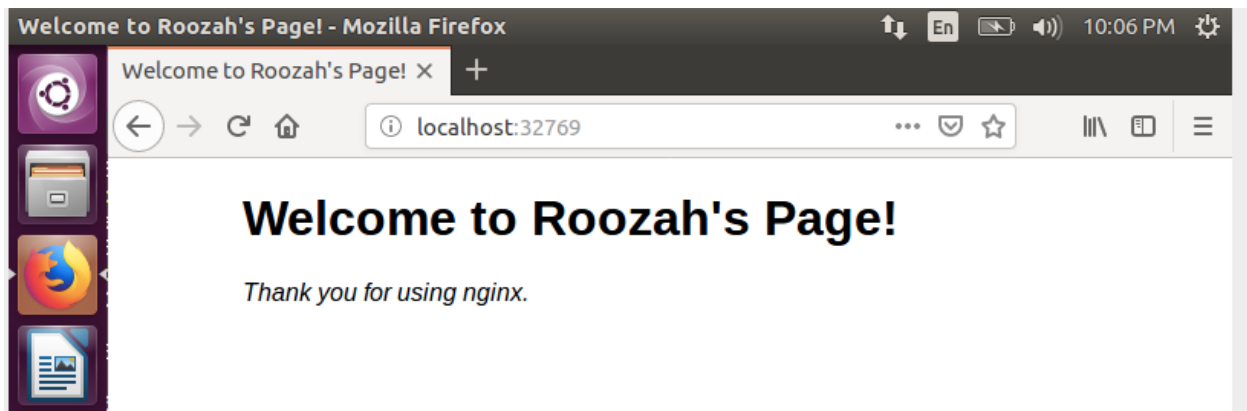 Welcome to Roozah's Page! - Mozilla Firefox En 10:06 PM
Welcome to Roozah's Page!
localhost:32769
Welcome to Roozah's Page!
Thank you for using nginx.